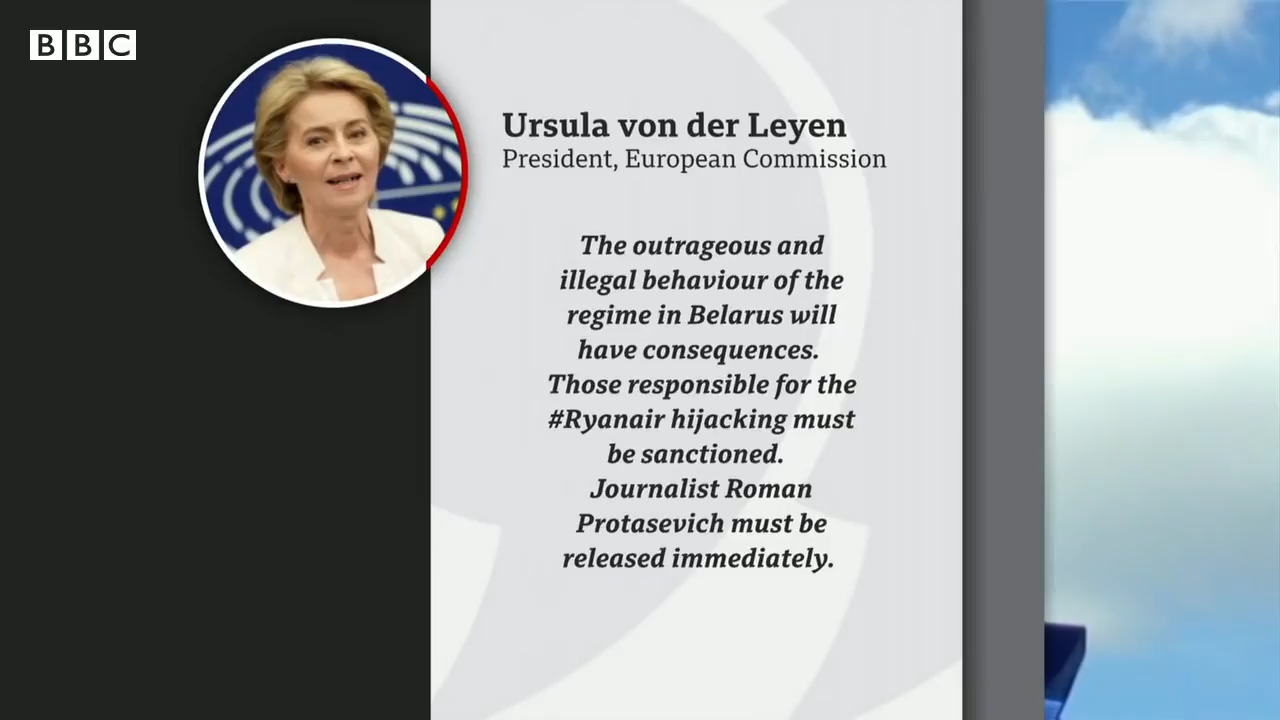 BBC
Ursula von der Leyen
President, European Commission
The outrageous and
illegal behaviour of the
regime in Belarus will
have consequences.
Those responsible for the
#Ryanair hijacking must
be sanctioned.
Journalist Roman
Protasevich must be
released immediately.